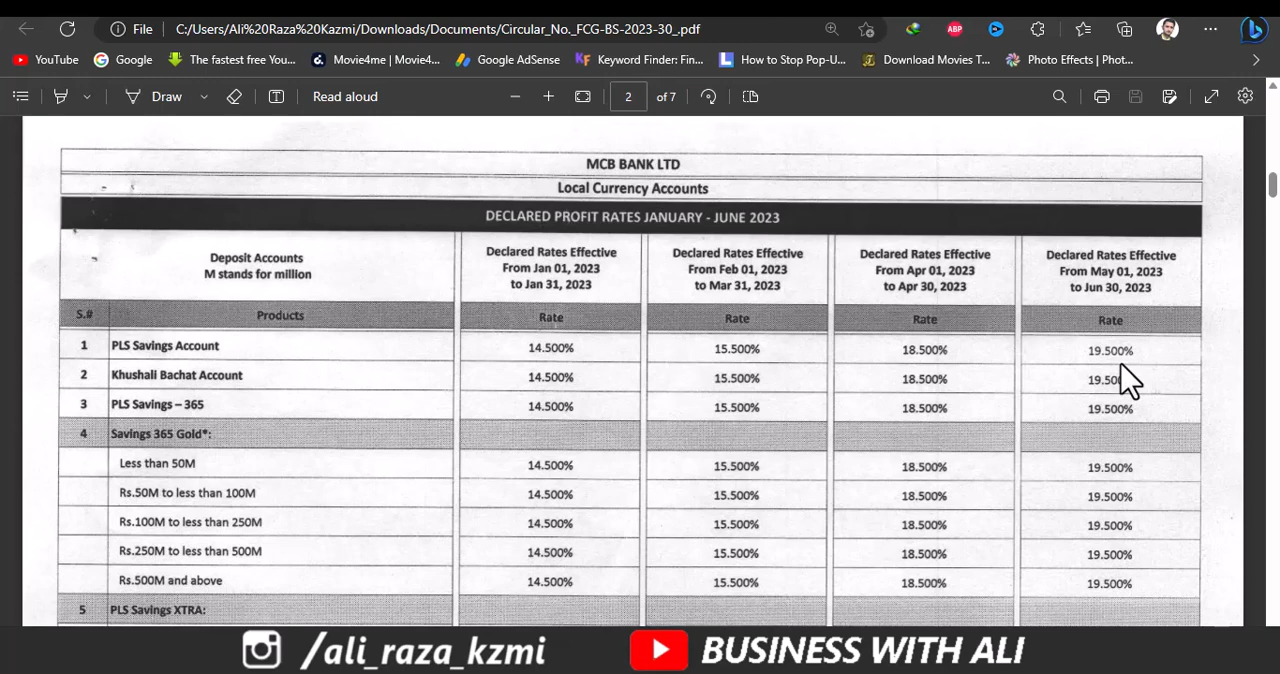 File C:/Users/Ali%20Raza%20Kazmi/Downloads/Documents/Circular_No._FCG-BS-2023-30_.pdf
YouTube Google The fastest free You... Movie4me | Movie4... Google AdSense Keyword Finder: Fin... How to Stop Pop-U... Download Movies T... Photo Effects | Phot...
Draw Read aloud 2 of 7
MCB BANK LTD
Local Currency Accounts
DECLARED PROFIT RATES JANUARY - JUNE 2023
Deposit Accounts
M stands for million
Declared Rates Effective
From Jan 01, 2023
to Jan 31, 2023
Declared Rates Effective
From Feb 01, 2023
to Mar 31, 2023
Declared Rates Effective
From Apr 01, 2023
to Apr 30, 2023
Declared Rates Effective
From May 01, 2023
to Jun 30, 2023
S.# Products Rate Rate Rate Rate
1 PLS Savings Account 14.500% 15.500% 18.500% 19.500%
2 Khushali Bachat Account 14.500% 15.500% 18.500%
3 PLS Savings – 365 14.500% 15.500% 18.500% 19.500%
4 Savings 365 Gold*:
Less than 50M 14.500% 15.500% 18.500% 19.500%
Rs.50M to less than 100M 14.500% 15.500% 18.500% 19.500%
Rs.100M to less than 250M 14.500% 15.500% 18.500% 19.500%
Rs.250M to less than 500M 14.500% 15.500% 18.500% 19.500%
Rs.500M and above 14.500% 15.500% 18.500% 19.500%
5 PLS Savings XTRA:
/ali_raza_kzmi BUSINESS WITH ALI